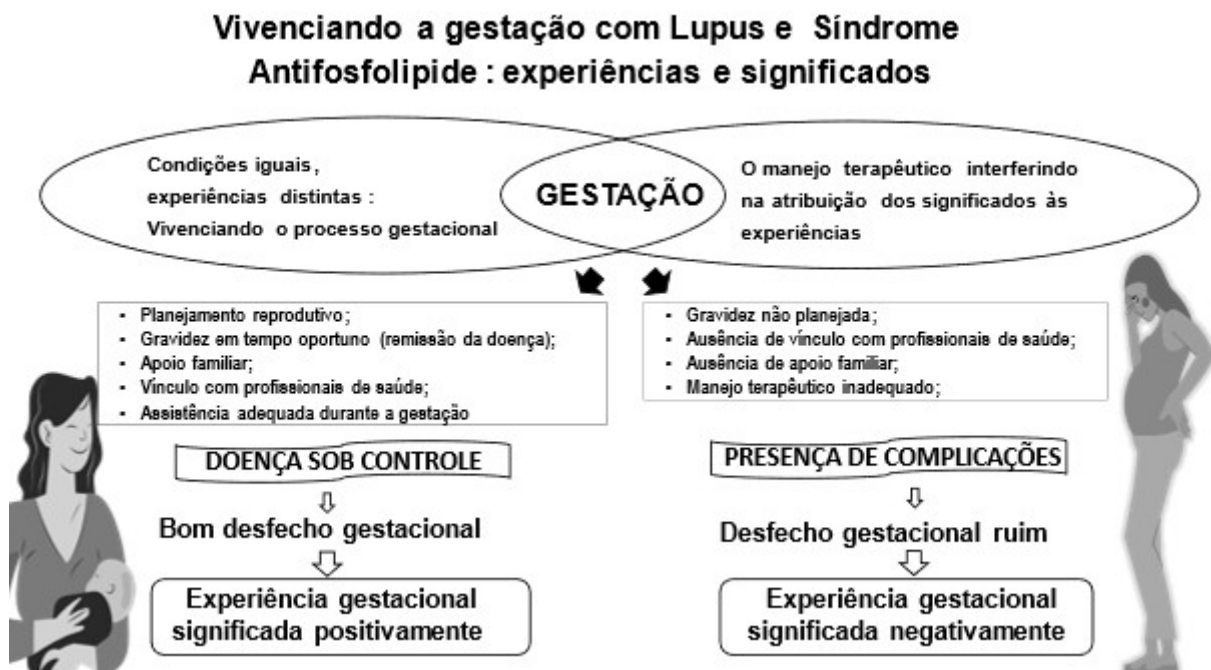 Vivenciando a gestação com Lupus e Síndrome
Antifosfolipide : experiências e significados
Condições iguais,
experiências distintas :
Vivenciando o processo gestacional
GESTAÇÃO
O manejo terapêutico interferindo
na atribuição dos significados às
experiências
- Planejamento reprodutivo;
- Gravidez em tempo oportuno (remissão da doença);
- Apoio familiar;
- Vínculo com profissionais de saúde;
- Assistência adequada durante a gestação
- Gravidez não planejada;
- Ausência de vínculo com profissionais de saúde;
- Ausência de apoio familiar;
- Manejo terapêutico inadequado;
DOENÇA SOB CONTROLE
Bom desfecho gestacional
Experiência gestacional
significada positivamente
PRESENÇA DE COMPLICAÇÕES
Desfecho gestacional ruim
Experiência gestacional
significada negativamente